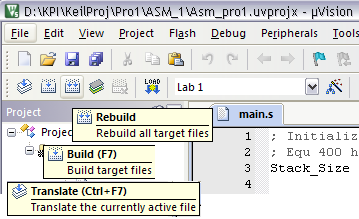 D:\KPI\KeilProj\Pro1\ASM_1\Asm_pro1.uvprojx - µVision
File Edit View Project Flash Debug Peripherals
LOAD Lab 1
Project
main.s
Rebuild
Rebuild all target files
Project
Build (F7)
Build target files
Translate (Ctrl+F7)
Translate the currently active file
1 ; Initializ
2 ; Equ 400 h
3 Stack_Size
4